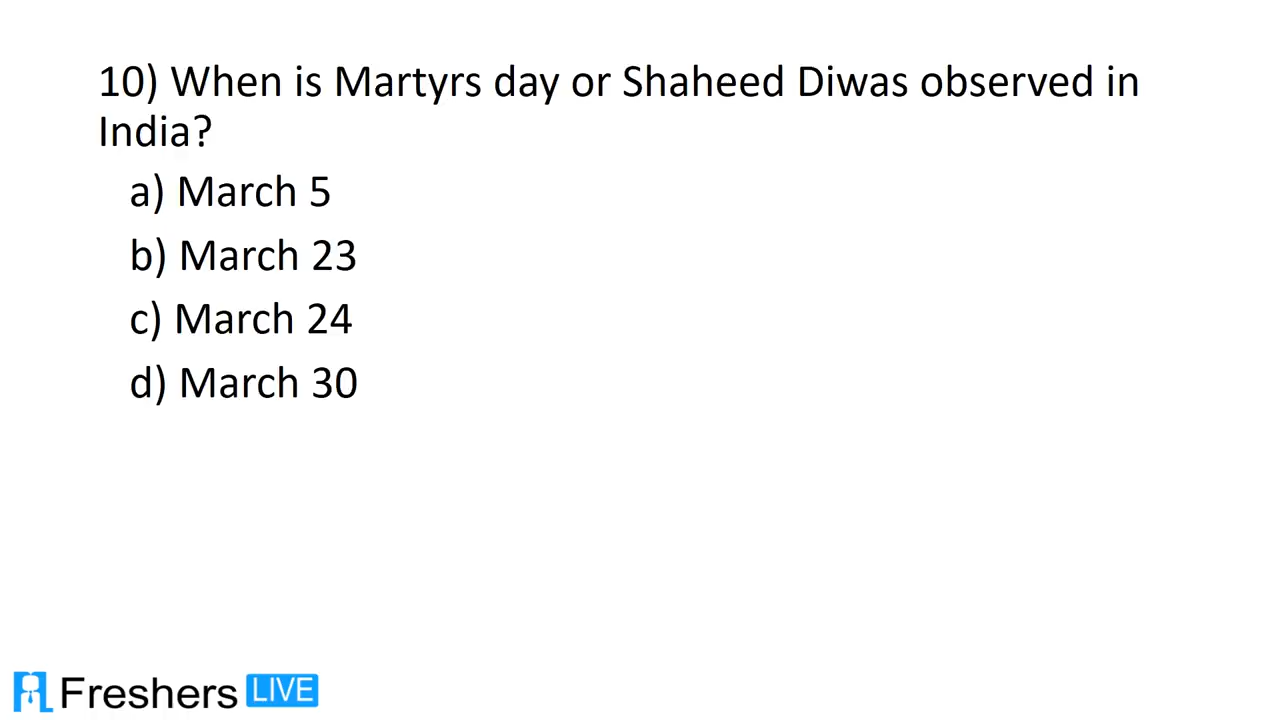 10) When is Martyrs day or Shaheed Diwas observed in
India?
a) March 5
b) March 23
c) March 24
d) March 30
Freshers LIVE